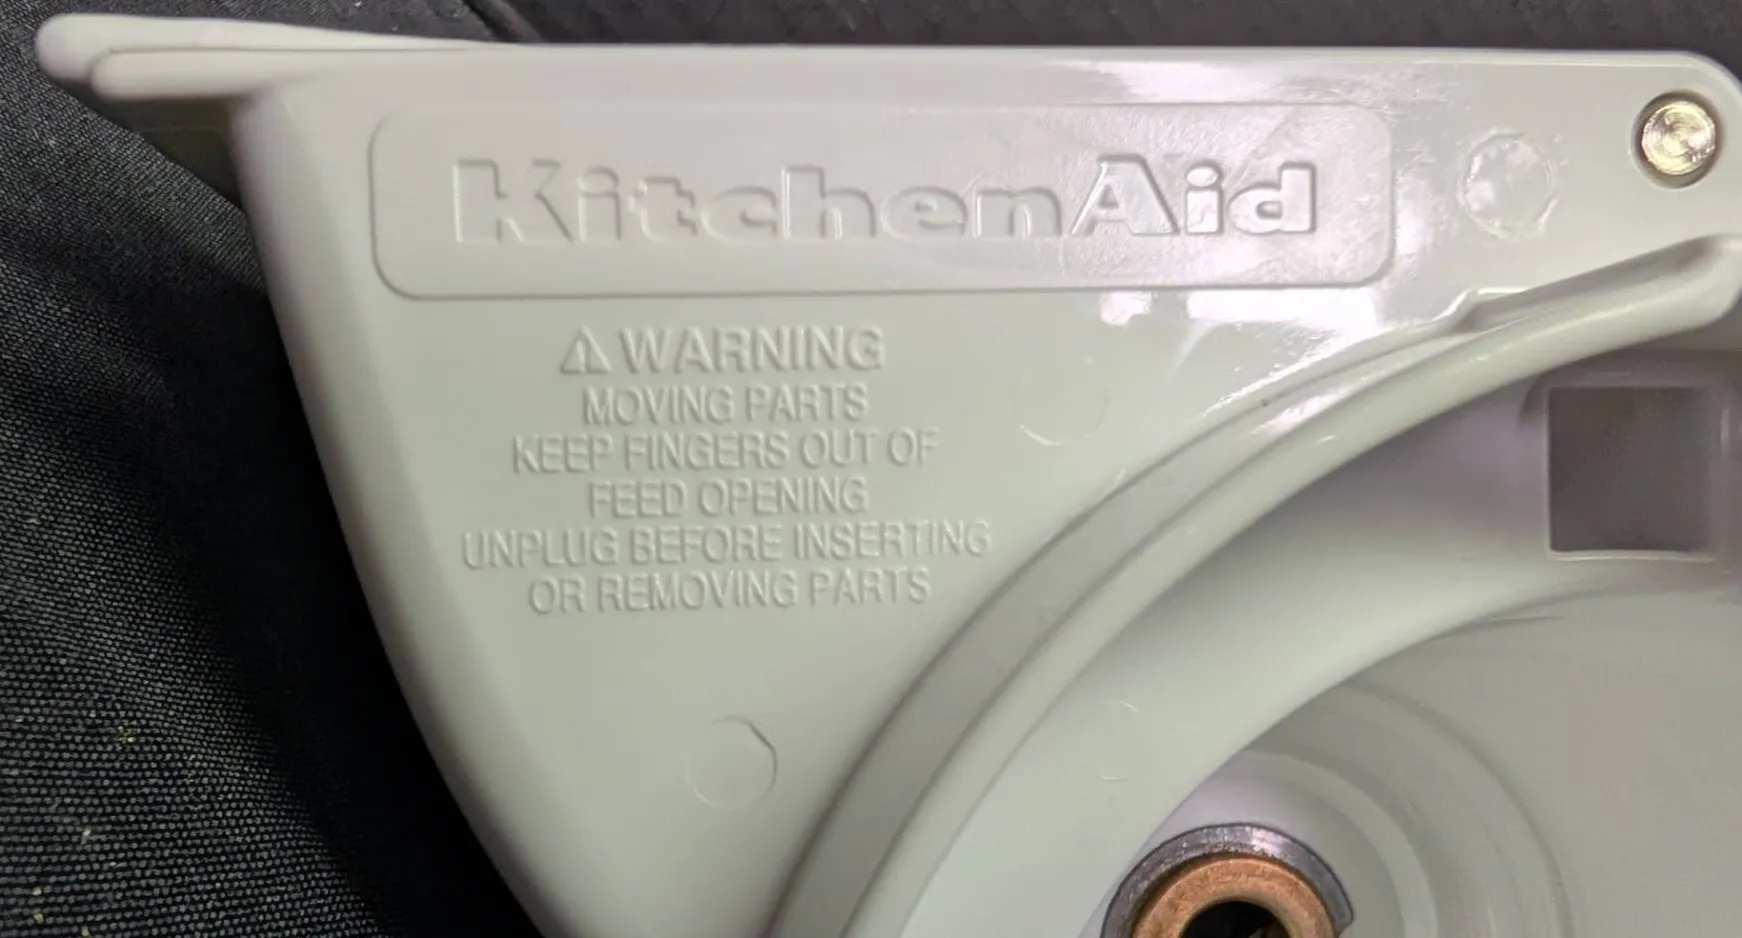 KitchenAid
⚠ WARNING
MOVING PARTS
KEEP FINGERS OUT OF
FEED OPENING
UNPLUG BEFORE INSERTING
OR REMOVING PARTS